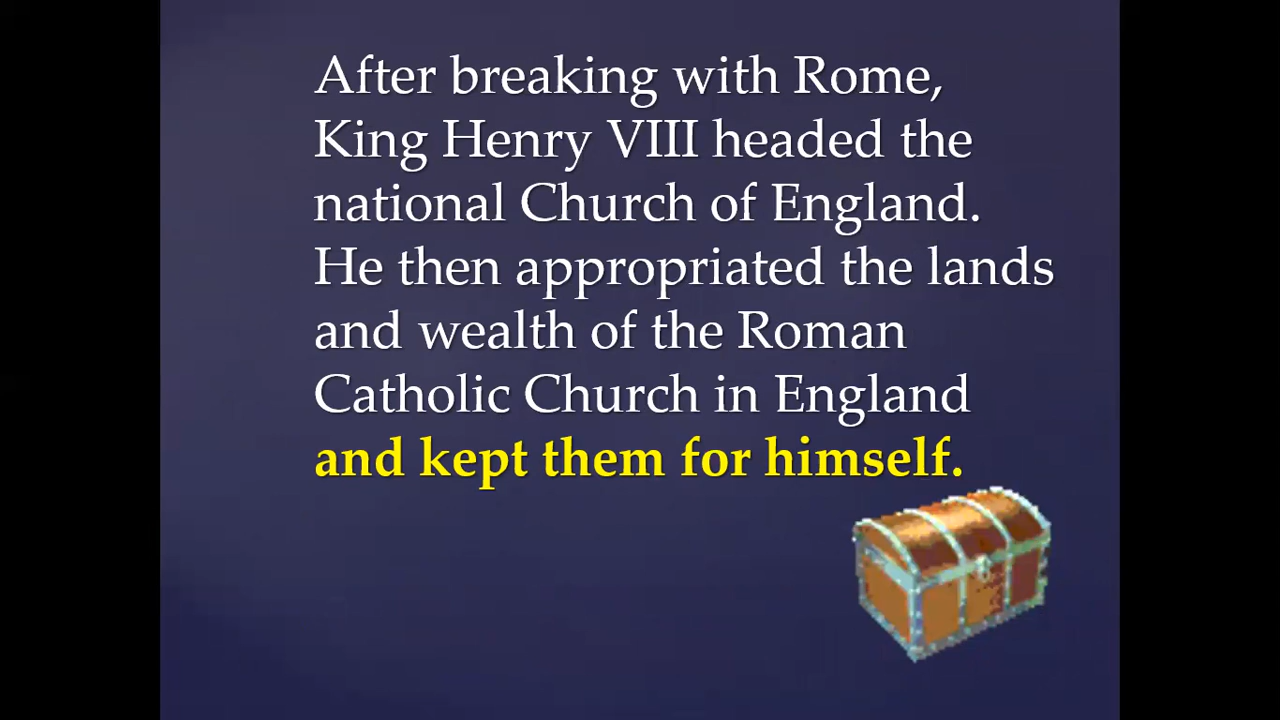 After breaking with Rome,
King Henry VIII headed the
national Church of England.
He then appropriated the lands
and wealth of the Roman
Catholic Church in England
and kept them for himself.